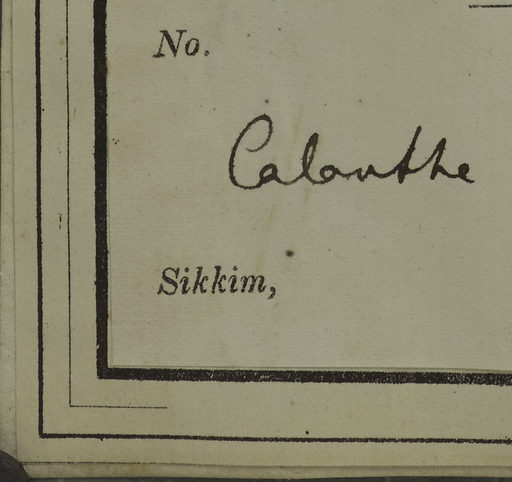 No.
Calanthe
Sikkim,